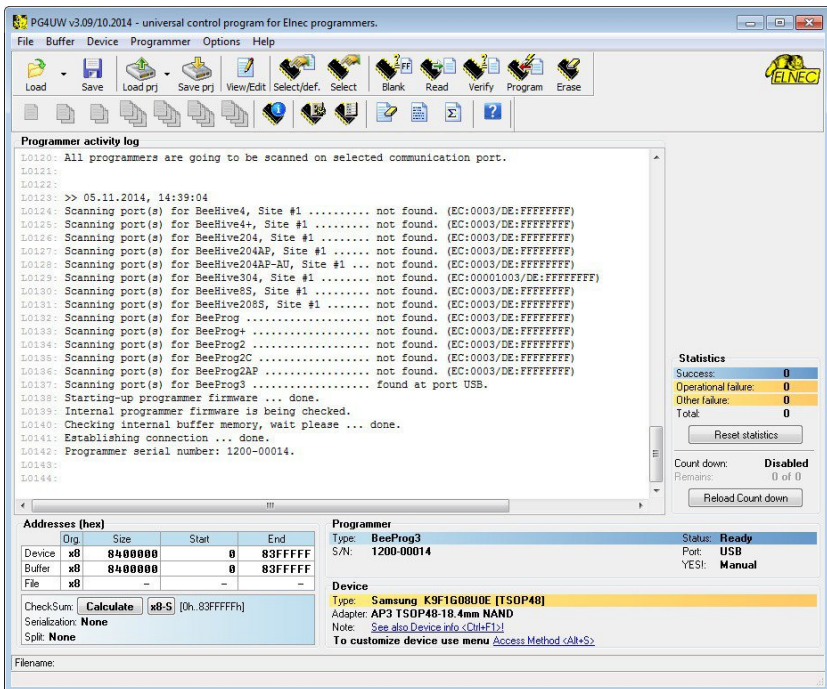 PG4UW v3.09/10.2014 - universal control program for Elnec programmers.
File Buffer Device Programmer Options Help
Load Save Load prj Save prj View/Edit Select/def. Select Blank Read Verify Program Erase
ELNEC
Programmer activity log
L0120: All programmers are going to be scanned on selected communication port.
L0121:
L0122:
L0123: >> 05.11.2014, 14:39:04
L0124: Scanning port(s) for BeeHive4, Site #1 .......... not found. (EC:0003/DE:FFFFFFFF)
L0125: Scanning port(s) for BeeHive4+, Site #1 ......... not found. (EC:0003/DE:FFFFFFFF)
L0126: Scanning port(s) for BeeHive204, Site #1 ........ not found. (EC:0003/DE:FFFFFFFF)
L0127: Scanning port(s) for BeeHive204AP, Site #1 ...... not found. (EC:0003/DE:FFFFFFFF)
L0128: Scanning port(s) for BeeHive204AP-AU, Site #1 ... not found. (EC:0003/DE:FFFFFFFF)
L0129: Scanning port(s) for BeeHive304, Site #1 ........ not found. (EC:00001003/DE:FFFFFFFF)
L0130: Scanning port(s) for BeeHive8S, Site #1 ......... not found. (EC:0003/DE:FFFFFFFF)
L0131: Scanning port(s) for BeeHive208S, Site #1 ....... not found. (EC:0003/DE:FFFFFFFF)
L0132: Scanning port(s) for BeeProg .................... not found. (EC:0003/DE:FFFFFFFF)
L0133: Scanning port(s) for BeeProg+ ................... not found. (EC:0003/DE:FFFFFFFF)
L0134: Scanning port(s) for BeeProg2 ................... not found. (EC:0003/DE:FFFFFFFF)
L0135: Scanning port(s) for BeeProg2C .................. not found. (EC:0003/DE:FFFFFFFF)
L0136: Scanning port(s) for BeeProg2AP ................. not found. (EC:0003/DE:FFFFFFFF)
L0137: Scanning port(s) for BeeProg3 ................... found at port USB.
L0138: Starting-up programmer firmware ... done.
L0139: Internal programmer firmware is being checked.
L0140: Checking internal buffer memory, wait please ... done.
L0141: Establishing connection ... done.
L0142: Programmer serial number: 1200-00014.
L0143:
L0144:
Statistics
Success: 0
Operational failure: 0
Other failure: 0
Total: 0
Reset statistics
Count down: Disabled
Remains: 0 of 0
Reload Count down
Addresses (hex)
Org. Size Start End
Device x8 8400000 0 83FFFFF
Buffer x8 8400000 0 83FFFFF
File x8 - - -
CheckSum: Calculate x8-S [0h..83FFFFFh]
Serialization: None
Split: None
Programmer
Type: BeeProg3 Status: Ready
S/N: 1200-00014 Port: USB
YES!: Manual
Device
Type: Samsung K9F1G08U0E [TSOP48]
Adapter: AP3 TSOP48-18.4mm NAND
Note: See also Device info <Ctrl+F1>!
To customize device use menu Access Method <Alt+S>
Filename: